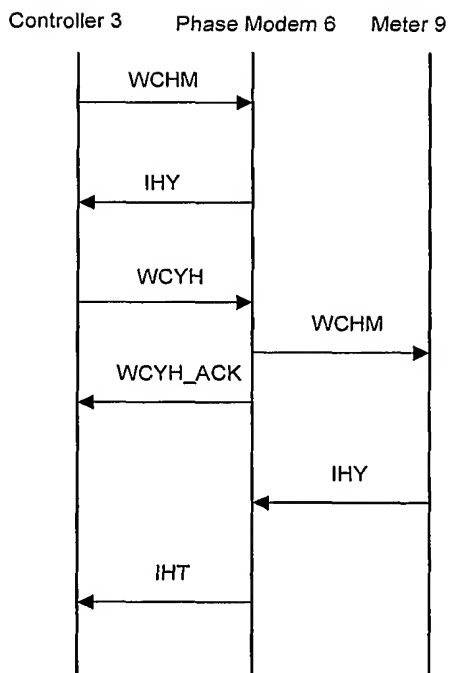 Controller 3 Phase Modem 6 Meter 9
WCHM
IHY
WCYH
WCHM
WCYH_ACK
IHY
IHT